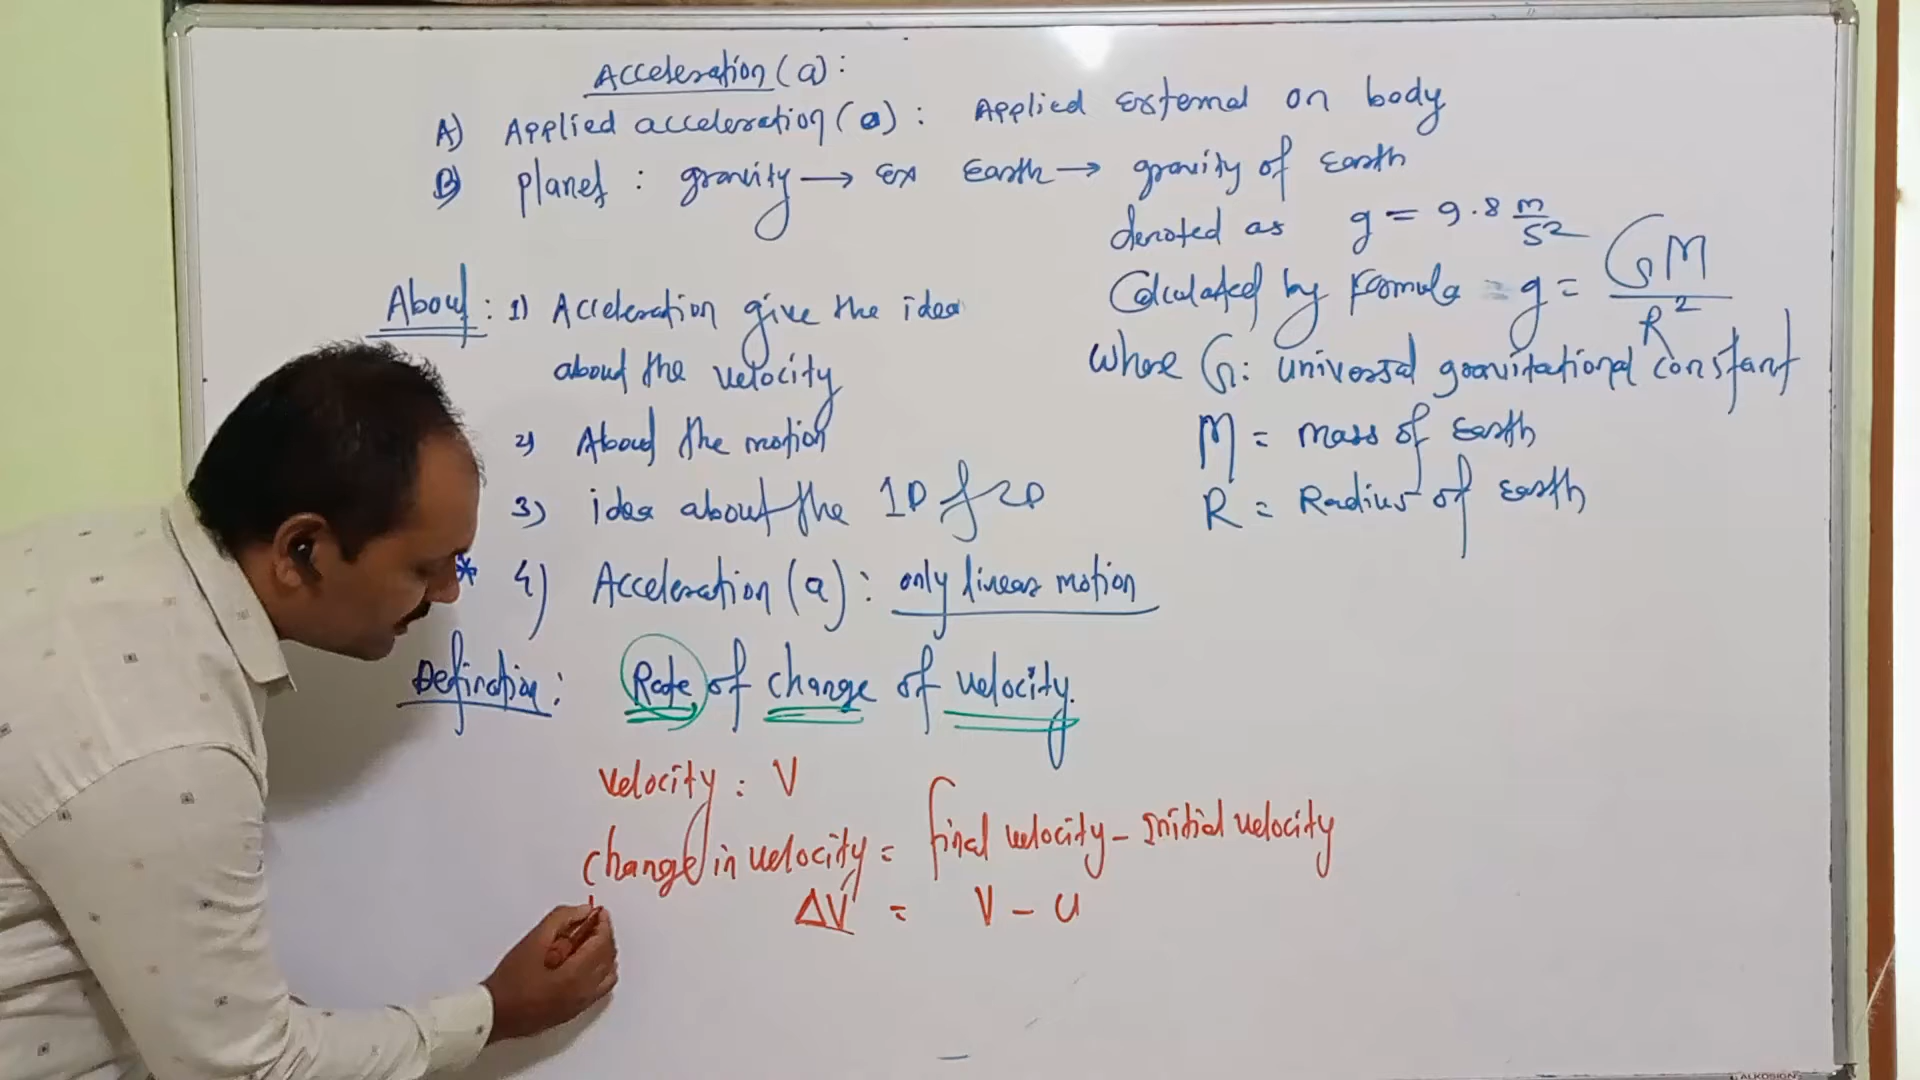 Acceleration (a):
A) Applied acceleration (a) : Applied External on body
B) planet : gravity → Ex Earth → gravity of Earth
denoted as g = 9.8 m/s²
Calculated by Formula = g = GM/R²
Where G: universal gravitational constant
M = mass of Earth
R = Radius of Earth
About: 1) Acceleration give the idea
about the velocity
2) About the motion
3) idea about the 1D & 2D
* 4) Acceleration (a) : only linear motion
Defination: Rate of change of velocity.
velocity : V
change in velocity = final velocity - Initial velocity
ΔV = V - U
ALKOSIGN